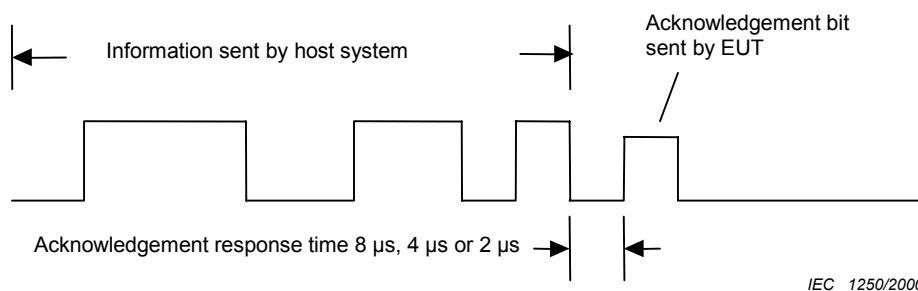 Information sent by host system
Acknowledgement bit
sent by EUT
Acknowledgement response time 8 µs, 4 µs or 2 µs
IEC 1250/2000